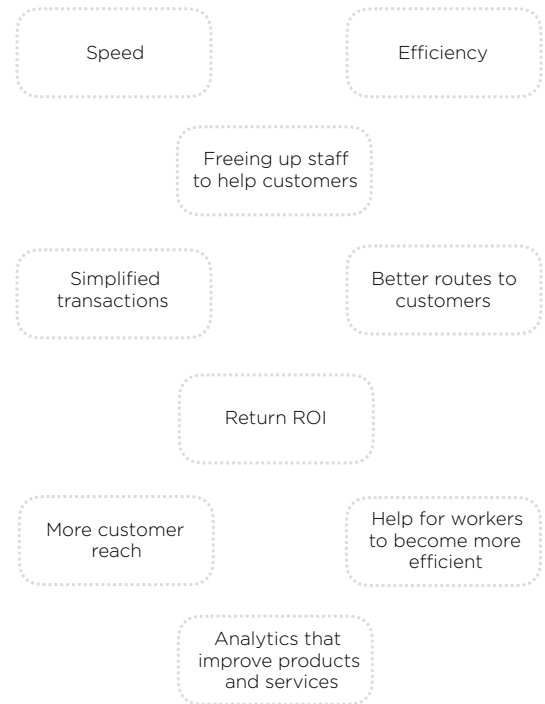 Speed
Efficiency
Freeing up staff
to help customers
Simplified
transactions
Better routes to
customers
Return ROI
More customer
reach
Help for workers
to become more
efficient
Analytics that
improve products
and services